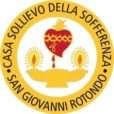 CASA SOLLIEVO DELLA SOFFERENZA
• SAN GIOVANNI ROTONDO •